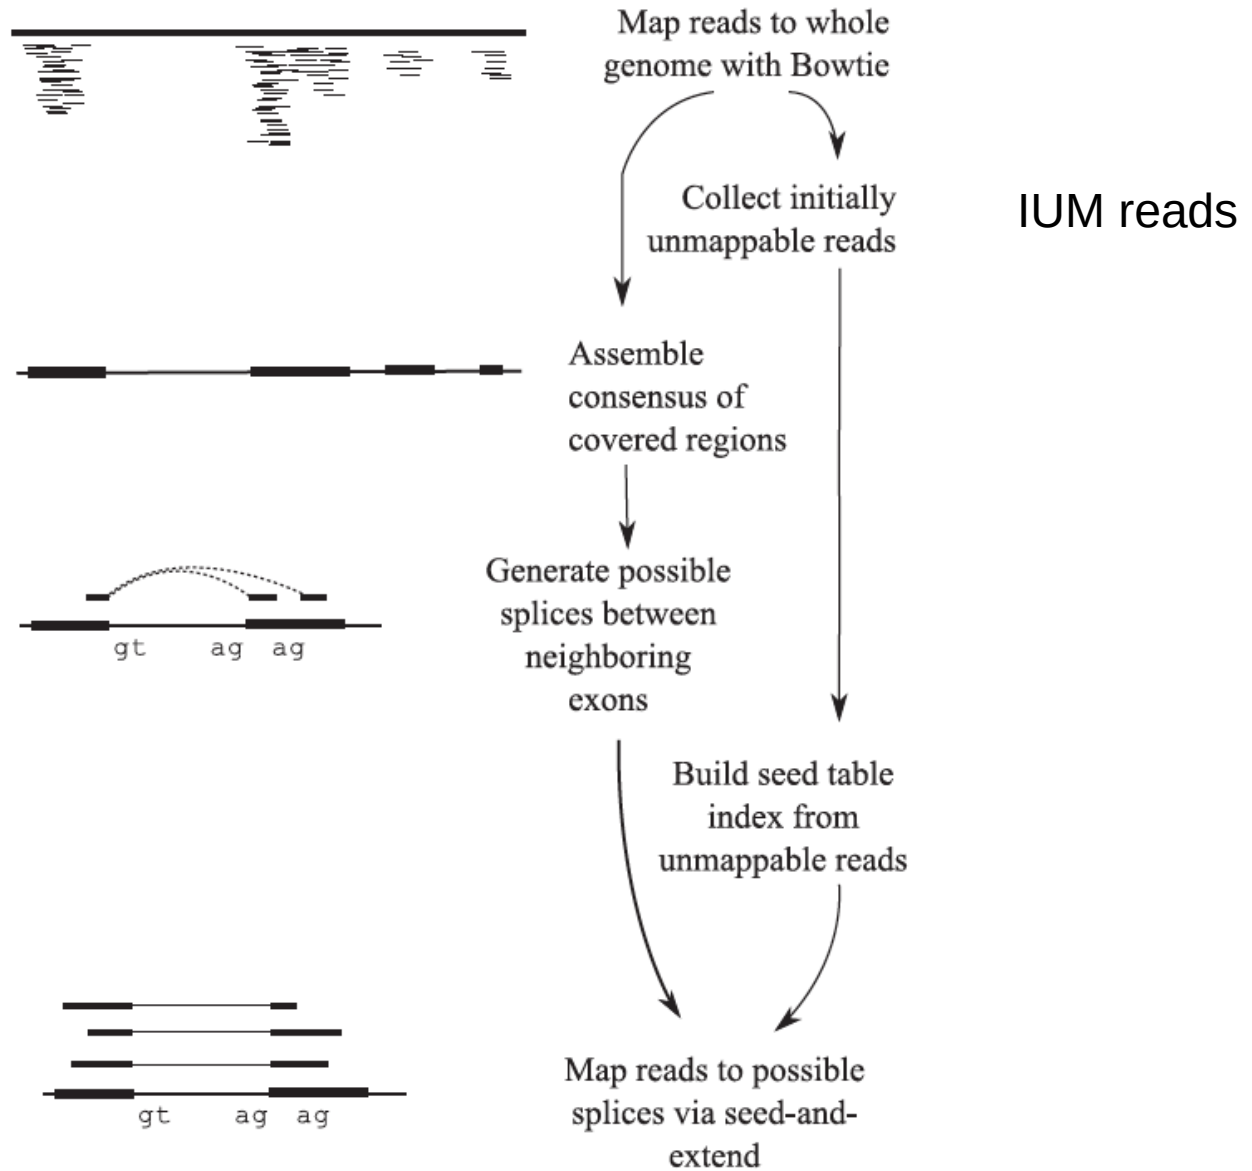 Map reads to whole
genome with Bowtie
Collect initially
unmappable reads
IUM reads
Assemble
consensus of
covered regions
Generate possible
splices between
neighboring
exons
gt ag ag
Build seed table
index from
unmappable reads
Map reads to possible
splices via seed-and-
extend
gt ag ag